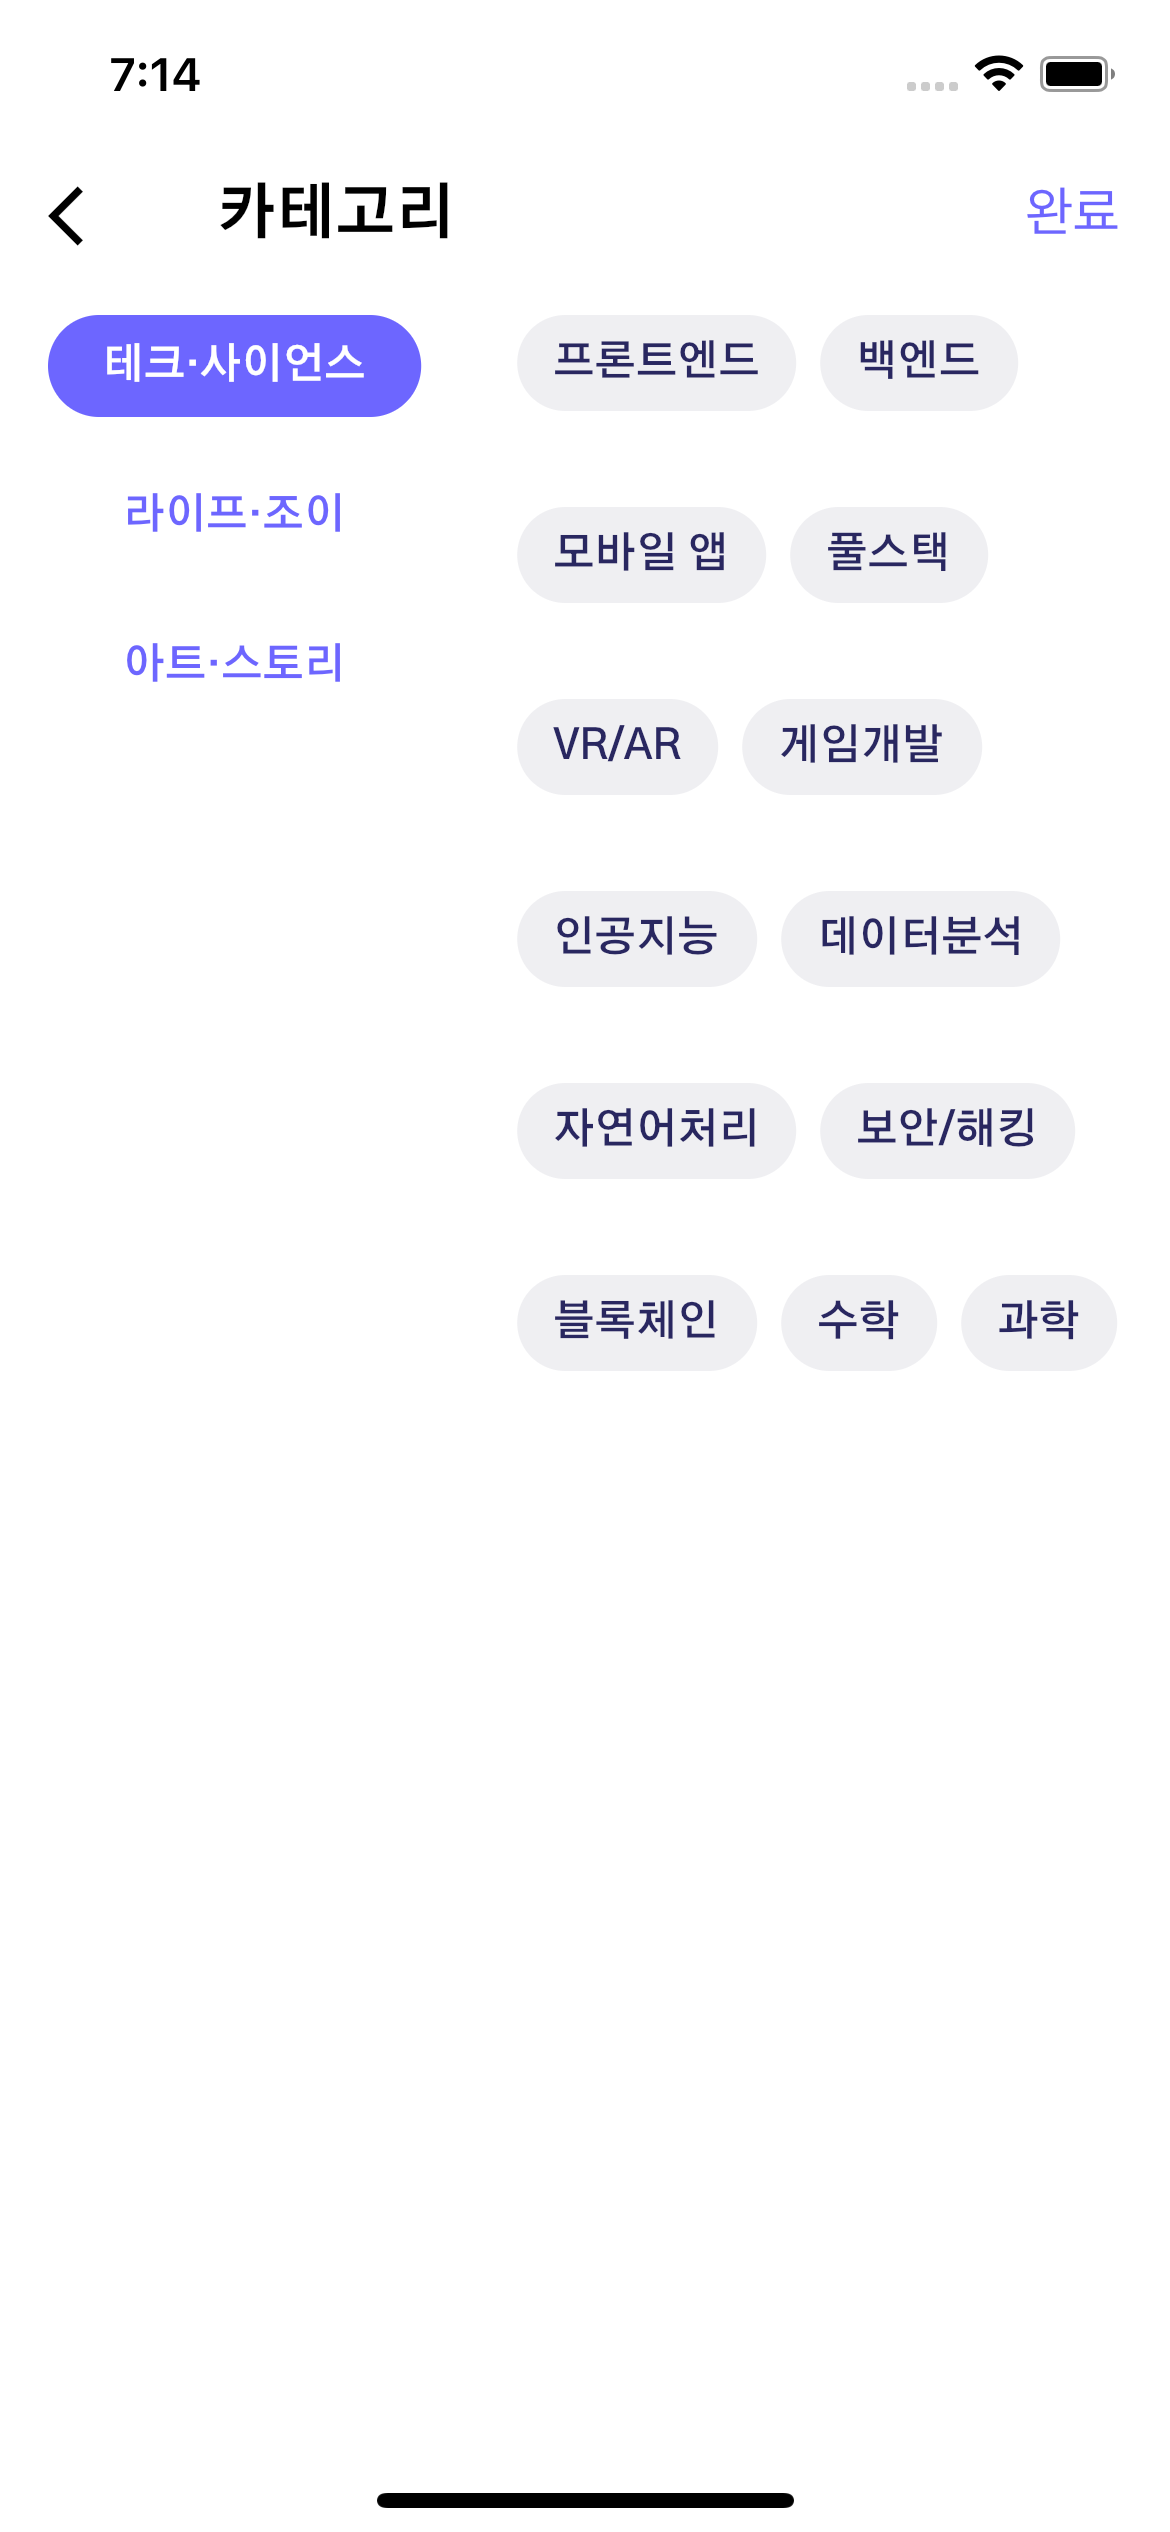 7:14
카테고리
완료
테크·사이언스
라이프·조이
아트·스토리
프론트엔드 백엔드
모바일 앱 풀스택
VR/AR 게임개발
인공지능 데이터분석
자연어처리 보안/해킹
블록체인 수학 과학